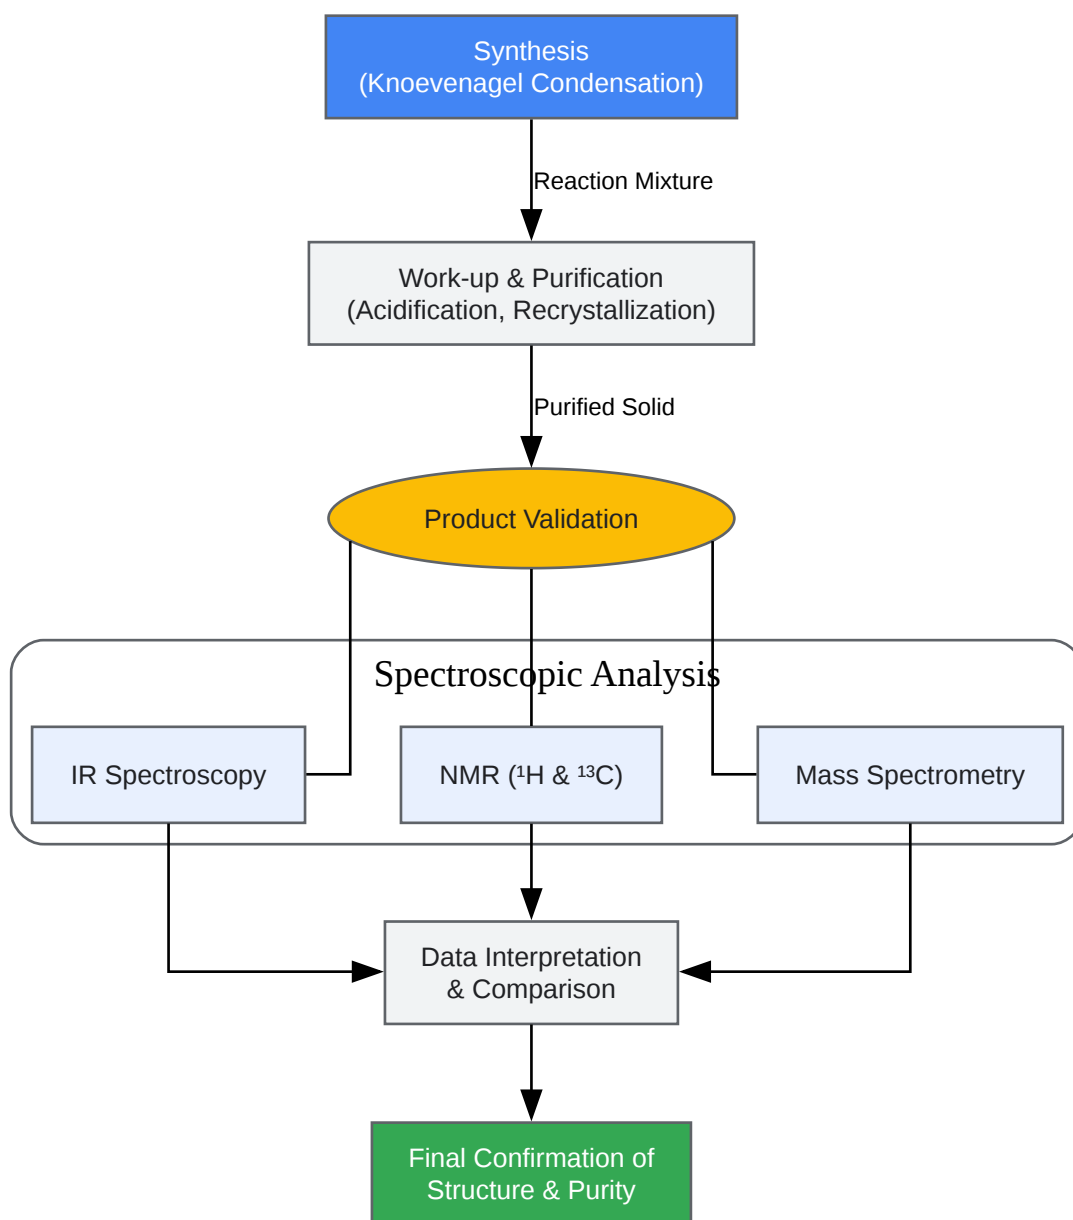 Synthesis
(Knoevenagel Condensation)
Reaction Mixture
Work-up & Purification
(Acidification, Recrystallization)
Purified Solid
Product Validation
Spectroscopic Analysis
IR Spectroscopy
NMR (¹H & ¹³C)
Mass Spectrometry
Data Interpretation
& Comparison
Final Confirmation of
Structure & Purity